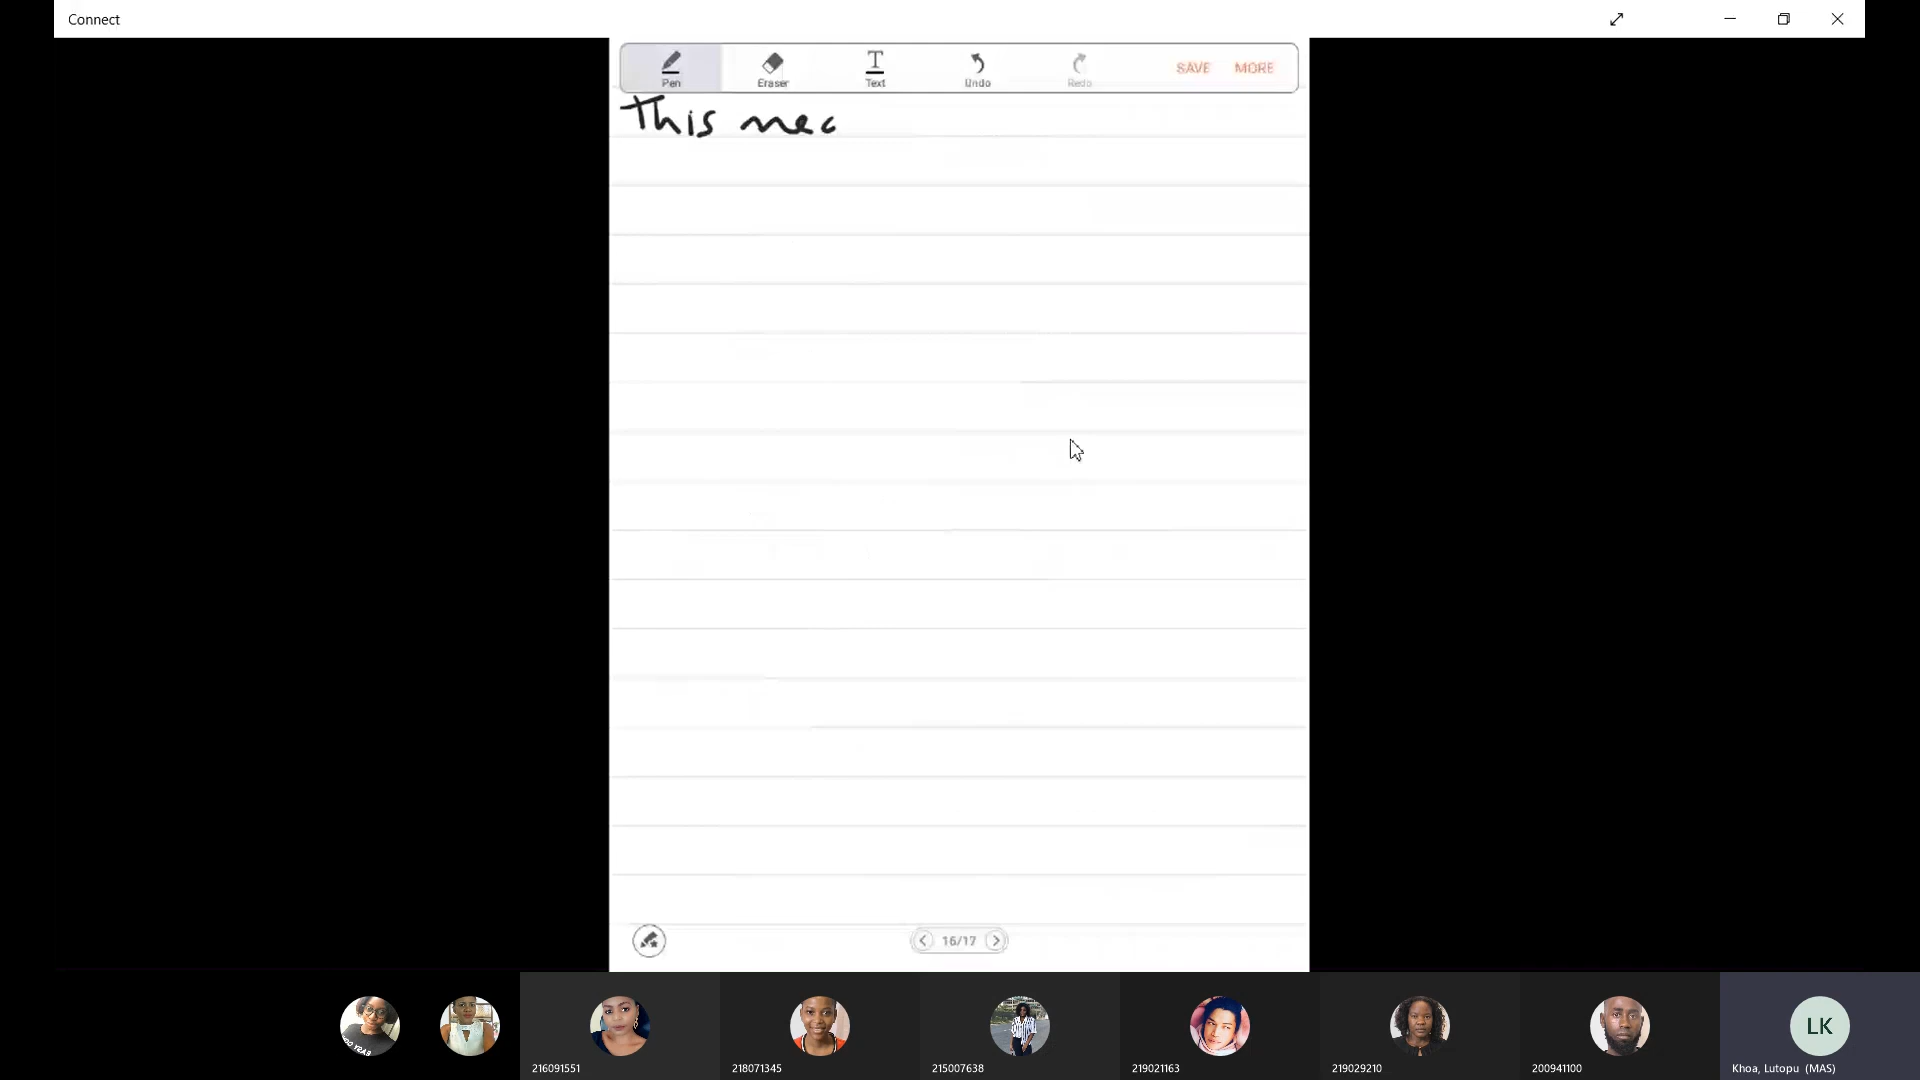 Connect
Pen Eraser Text Undo Redo SAVE MORE
This mea
16/17
LK
216091551 218071345 215007638 219021163 219029210 200941100 Khoa, Lutopu (MAS)